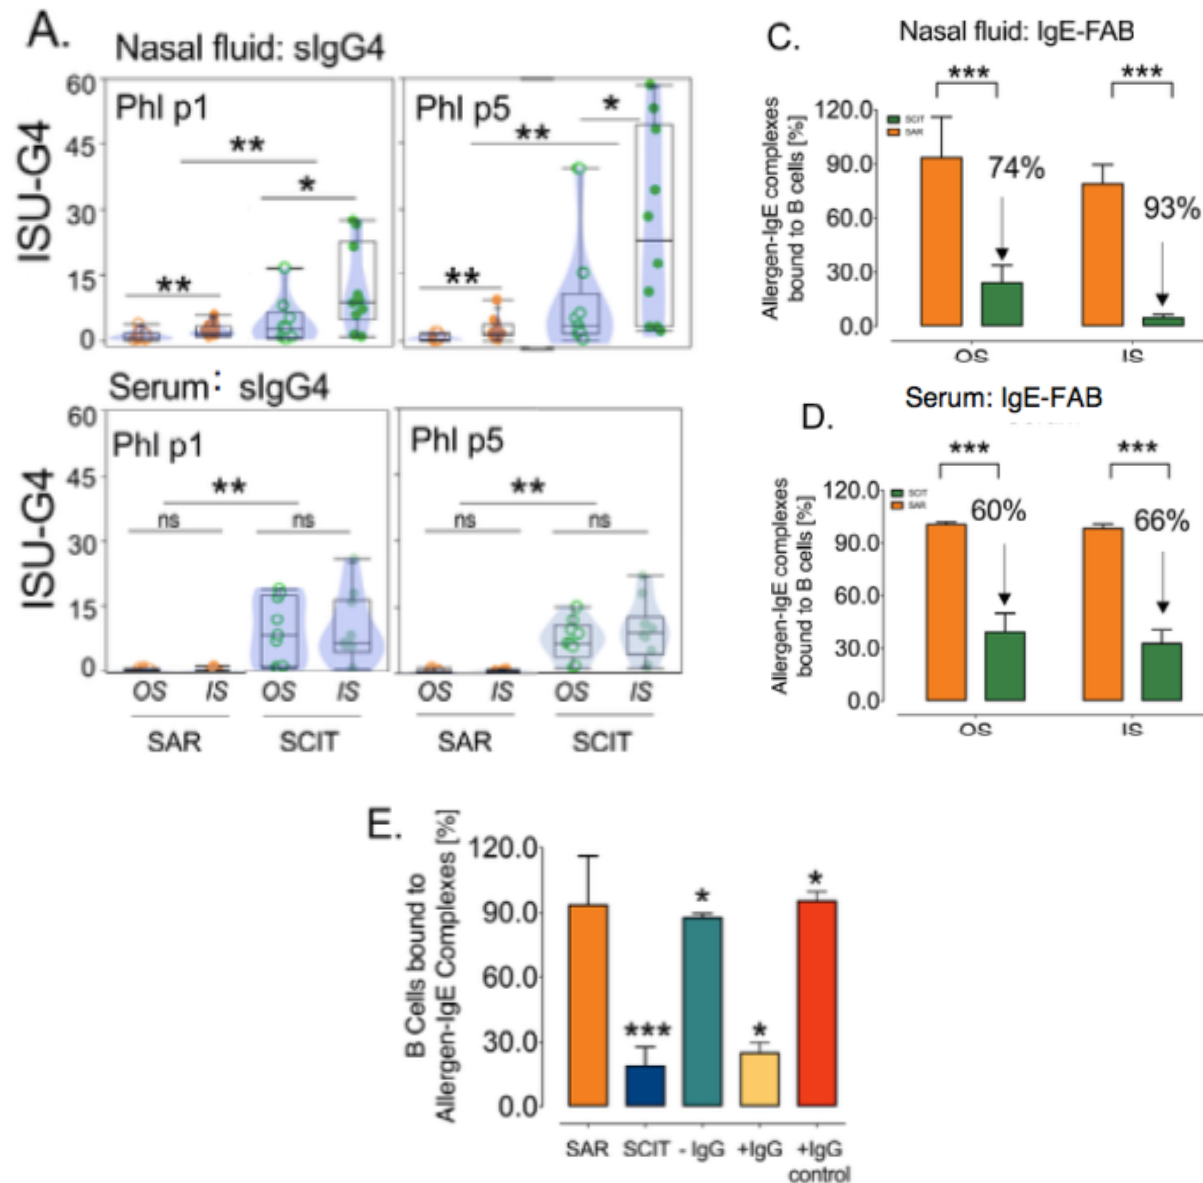 A.
Nasal fluid: sIgG4
ISU-G4
60
45
30
15
0
Phl p1
**
*
**
Phl p5
*
**
**
Serum: sIgG4
ISU-G4
60
45
30
15
0
Phl p1
**
ns
ns
Phl p5
**
ns
ns
OS IS OS IS OS IS OS IS
SAR SCIT SAR SCIT
C.
Nasal fluid: IgE-FAB
Allergen-IgE complexes
bound to B cells [%]
*** ***
120.0
90.0
60.0
30.0
0.0
SCIT
SAR
74%
93%
OS IS
D.
Serum: IgE-FAB
Allergen-IgE complexes
bound to B cells [%]
*** ***
120.0
90.0
60.0
30.0
0.0
SCIT
SAR
60%
66%
OS IS
E.
B Cells bound to
Allergen-IgE Complexes [%]
120.0
90.0
60.0
30.0
0.0
***
*
*
*
SAR SCIT - IgG +IgG +IgG
control